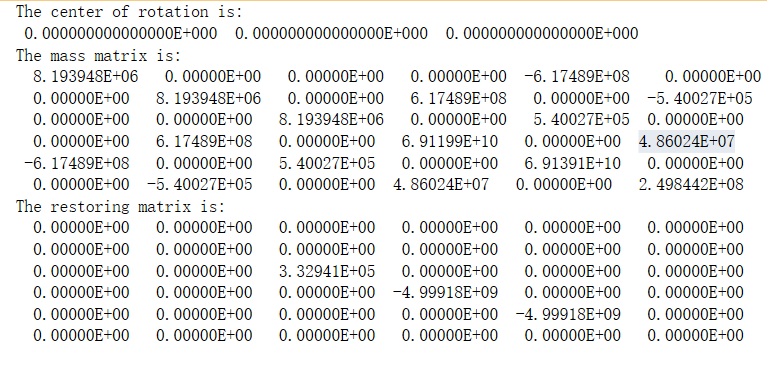 The center of rotation is:
0.000000000000000E+000 0.000000000000000E+000 0.000000000000000E+000
The mass matrix is:
8.193948E+06 0.00000E+00 0.00000E+00 0.00000E+00 -6.17489E+08 0.00000E+00
0.00000E+00 8.193948E+06 0.00000E+00 6.17489E+08 0.00000E+00 -5.40027E+05
0.00000E+00 0.00000E+00 8.193948E+06 0.00000E+00 5.40027E+05 0.00000E+00
0.00000E+00 6.17489E+08 0.00000E+00 6.91199E+10 0.00000E+00 4.86024E+07
-6.17489E+08 0.00000E+00 5.40027E+05 0.00000E+00 6.91391E+10 0.00000E+00
0.00000E+00 -5.40027E+05 0.00000E+00 4.86024E+07 0.00000E+00 2.498442E+08
The restoring matrix is:
0.00000E+00 0.00000E+00 0.00000E+00 0.00000E+00 0.00000E+00 0.00000E+00
0.00000E+00 0.00000E+00 0.00000E+00 0.00000E+00 0.00000E+00 0.00000E+00
0.00000E+00 0.00000E+00 3.32941E+05 0.00000E+00 0.00000E+00 0.00000E+00
0.00000E+00 0.00000E+00 0.00000E+00 -4.99918E+09 0.00000E+00 0.00000E+00
0.00000E+00 0.00000E+00 0.00000E+00 0.00000E+00 -4.99918E+09 0.00000E+00
0.00000E+00 0.00000E+00 0.00000E+00 0.00000E+00 0.00000E+00 0.00000E+00